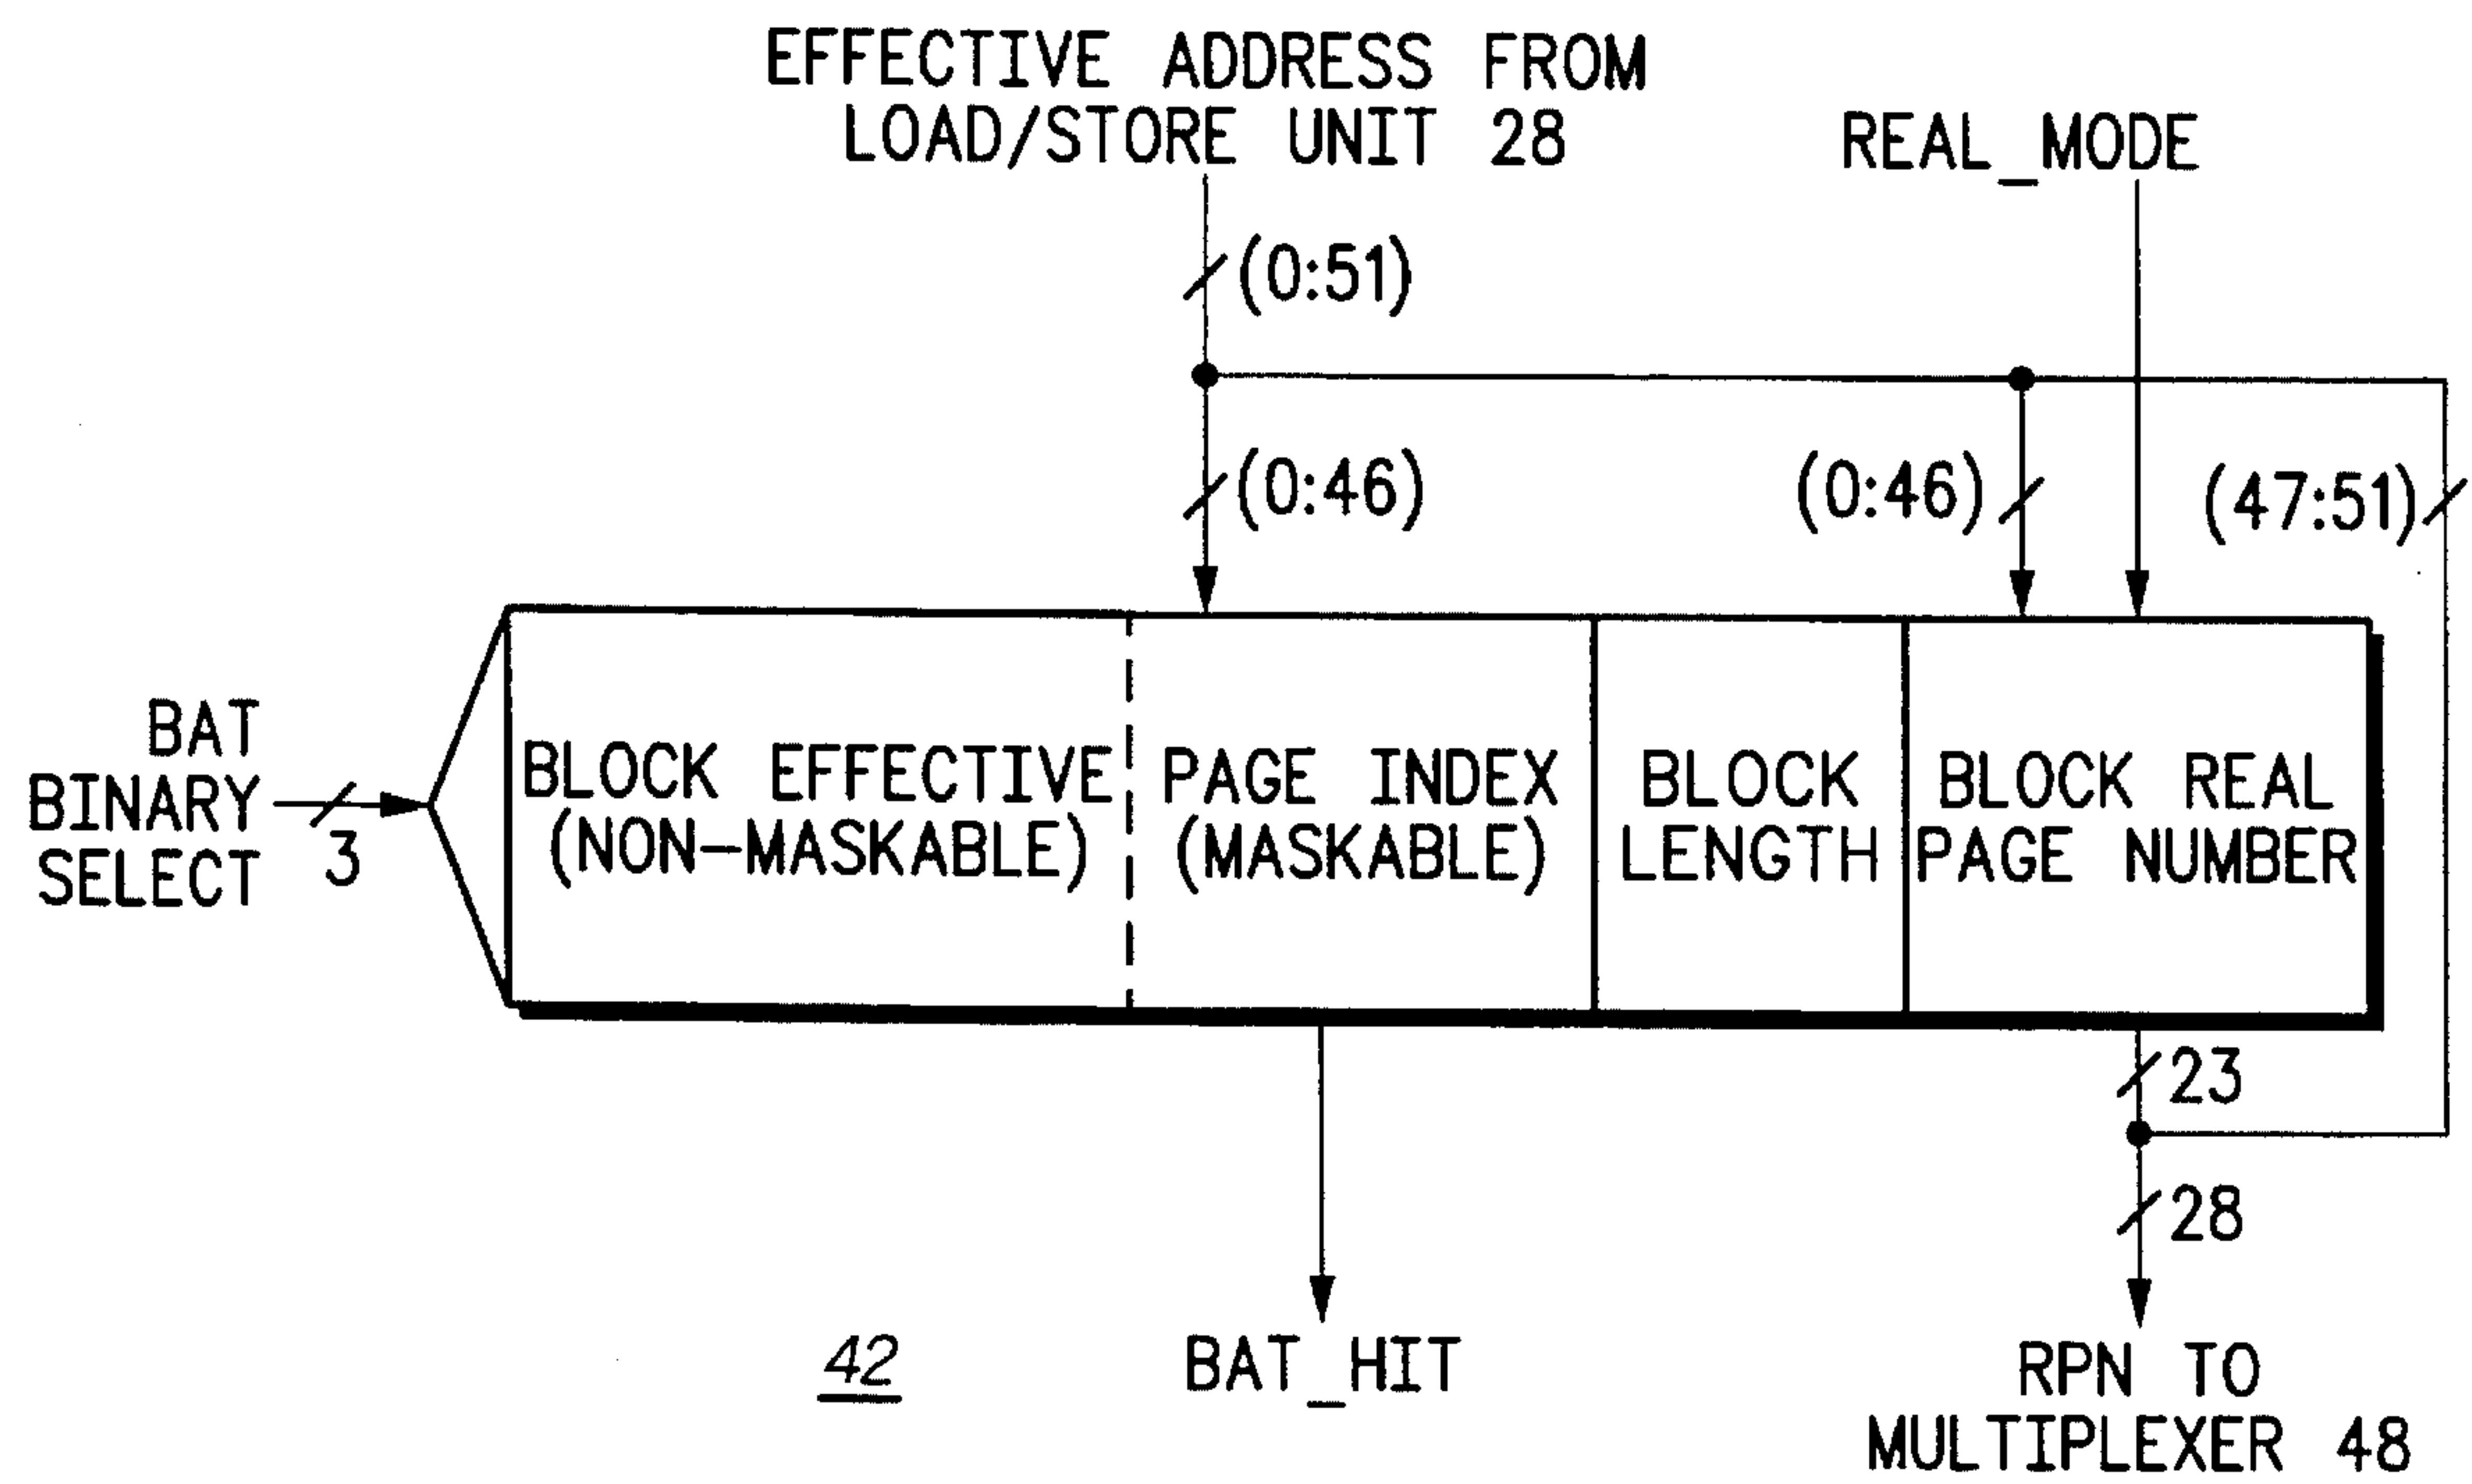 EFFECTIVE ADDRESS FROM
LOAD/STORE UNIT 28
REAL_MODE
(0:51)
(0:46)
(0:46)
(47:51)
BAT
BINARY
SELECT
3
BLOCK EFFECTIVE
(NON-MASKABLE)
PAGE INDEX
(MASKABLE)
BLOCK
LENGTH
BLOCK REAL
PAGE NUMBER
23
28
42
BAT_HIT
RPN TO
MULTIPLEXER 48